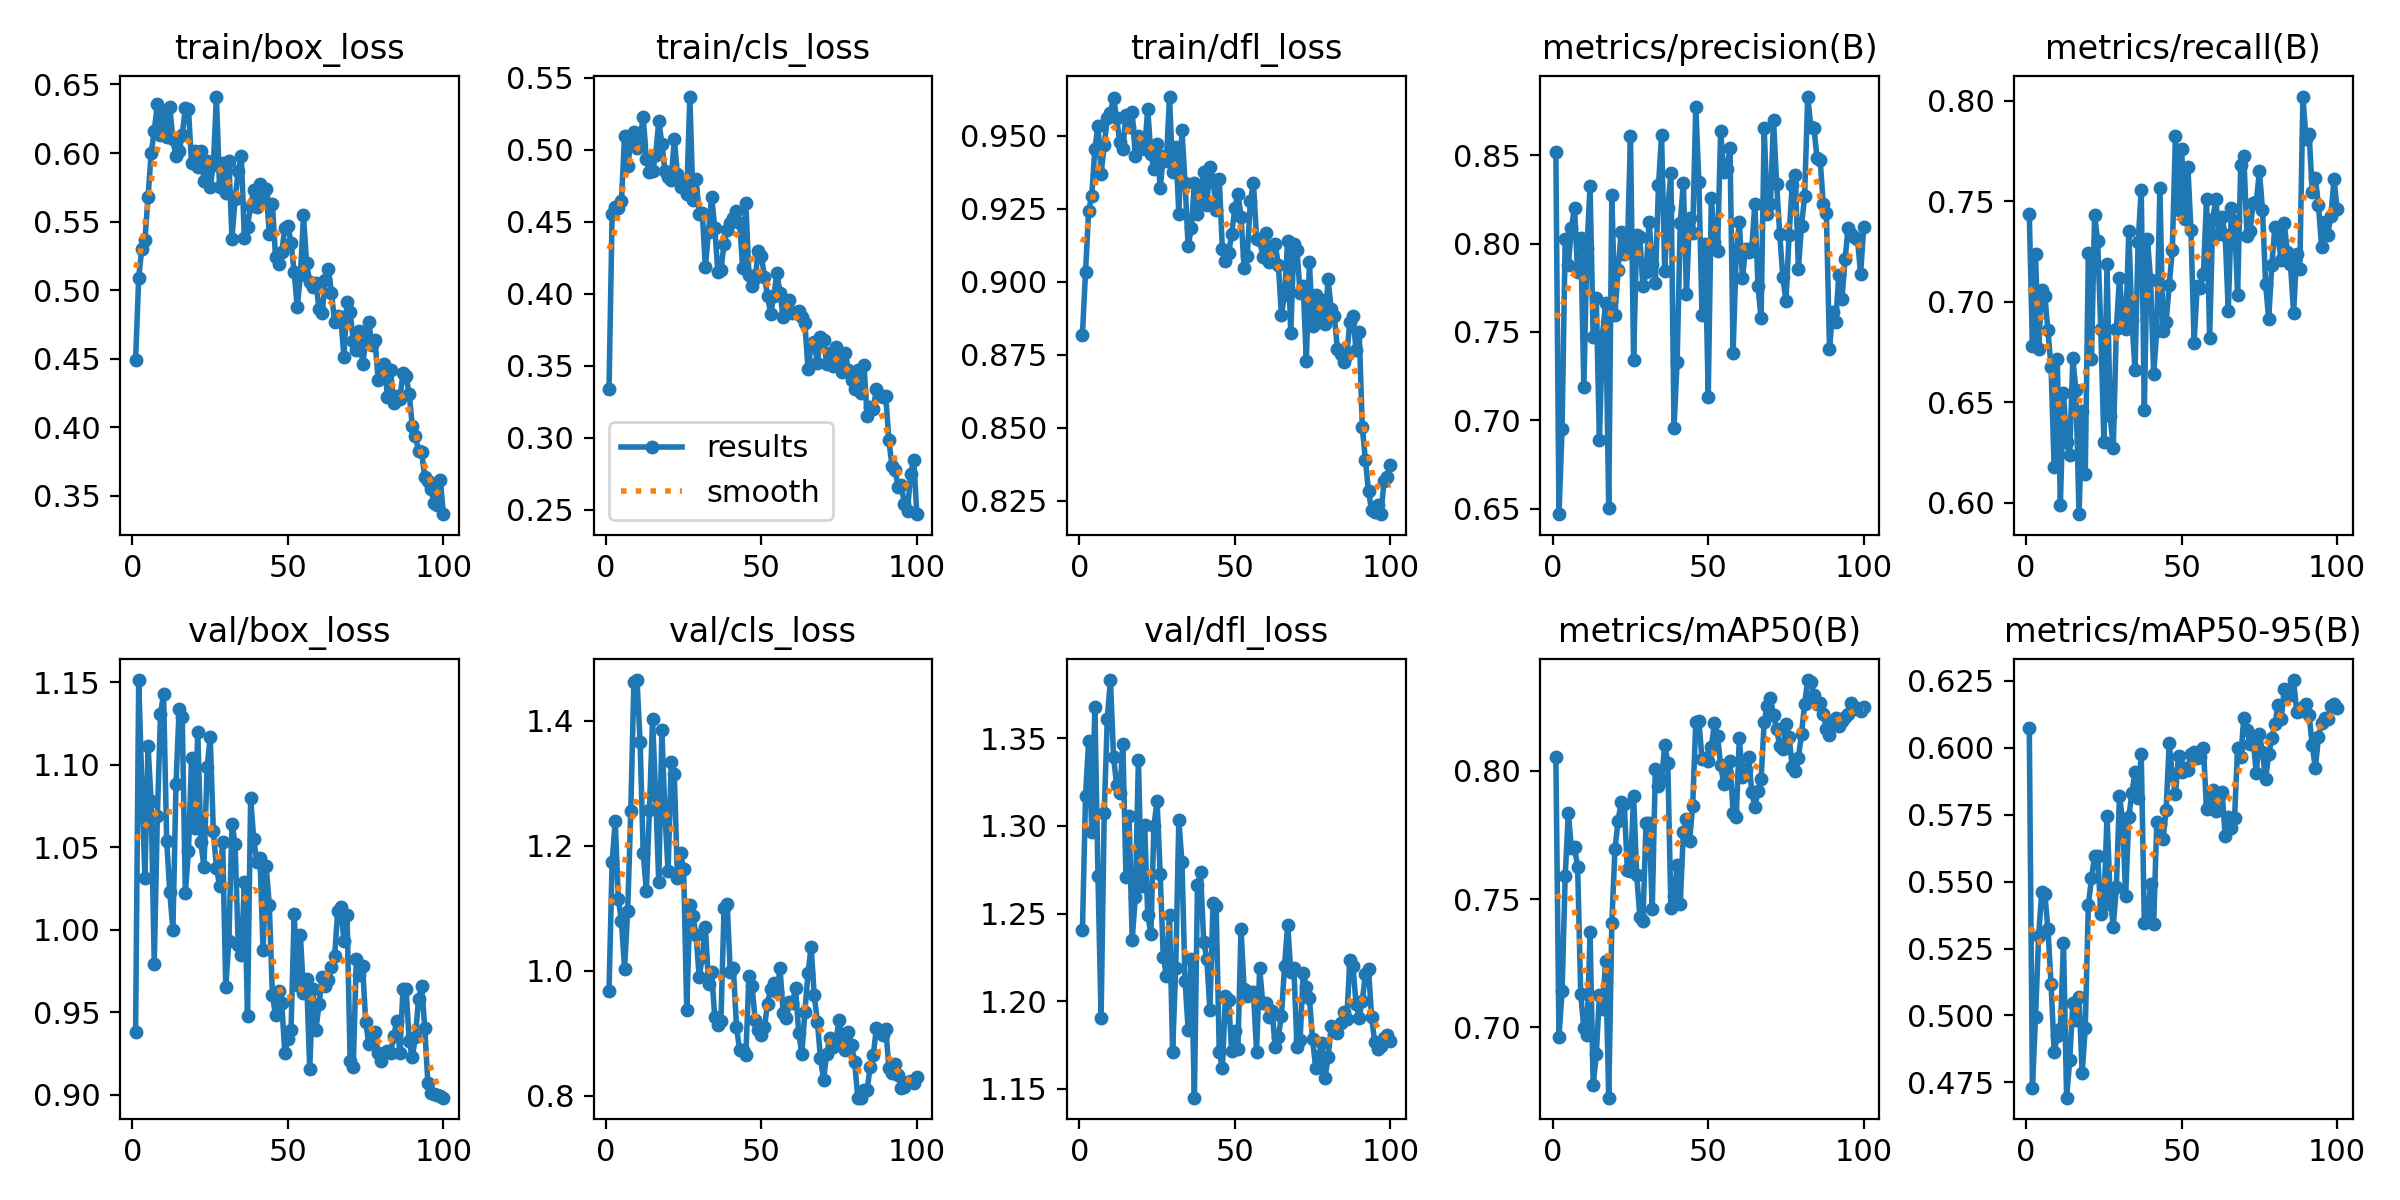 train/box_loss
0.65
0.60
0.55
0.50
0.45
0.40
0.35
0 50 100
train/cls_loss
0.55
0.50
0.45
0.40
0.35
0.30
0.25
results
smooth
0 50 100
train/dfl_loss
0.950
0.925
0.900
0.875
0.850
0.825
0 50 100
metrics/precision(B)
0.85
0.80
0.75
0.70
0.65
0 50 100
metrics/recall(B)
0.80
0.75
0.70
0.65
0.60
0 50 100
val/box_loss
1.15
1.10
1.05
1.00
0.95
0.90
0 50 100
val/cls_loss
1.4
1.2
1.0
0.8
0 50 100
val/dfl_loss
1.35
1.30
1.25
1.20
1.15
0 50 100
metrics/mAP50(B)
0.80
0.75
0.70
0 50 100
metrics/mAP50-95(B)
0.625
0.600
0.575
0.550
0.525
0.500
0.475
0 50 100